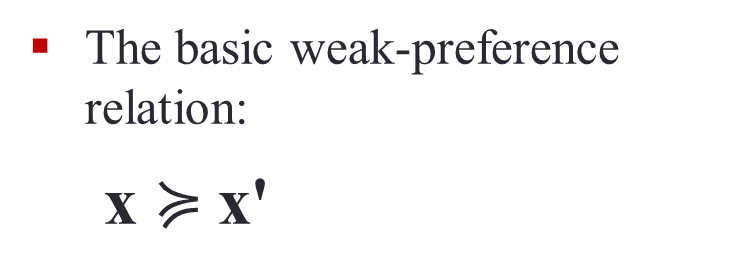 ▪ The basic weak-preference
relation:
x ≽ x'